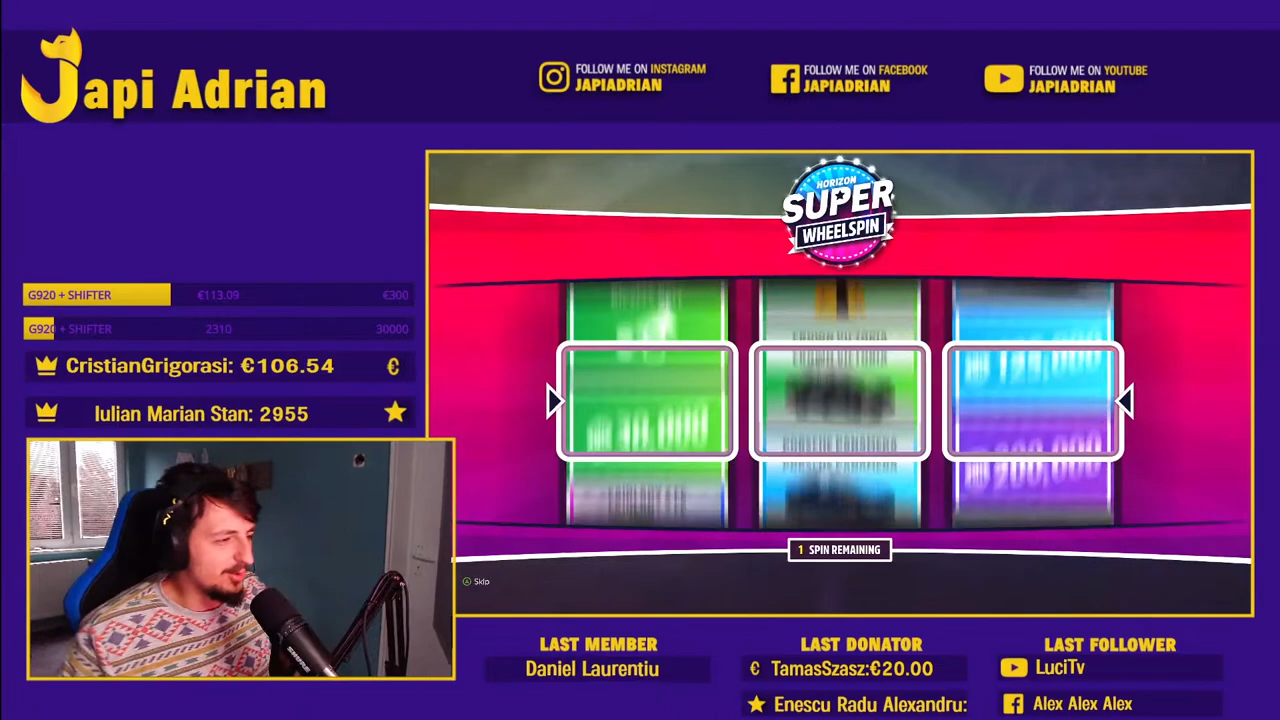 Japi Adrian
FOLLOW ME ON INSTAGRAM
JAPIADRIAN
FOLLOW ME ON FACEBOOK
JAPIADRIAN
FOLLOW ME ON YOUTUBE
JAPIADRIAN
HORIZON
SUPER
WHEELSPIN
G920 + SHIFTER €113.09 €300
G920 + SHIFTER 2310 30000
CristianGrigorasi: €106.54 €
Iulian Marian Stan: 2955
200,000
1 SPIN REMAINING
A Skip
SHURE
LAST MEMBER
Daniel Laurentiu
LAST DONATOR
€ TamasSzasz:€20.00
Enescu Radu Alexandru:
LAST FOLLOWER
LuciTv
Alex Alex Alex